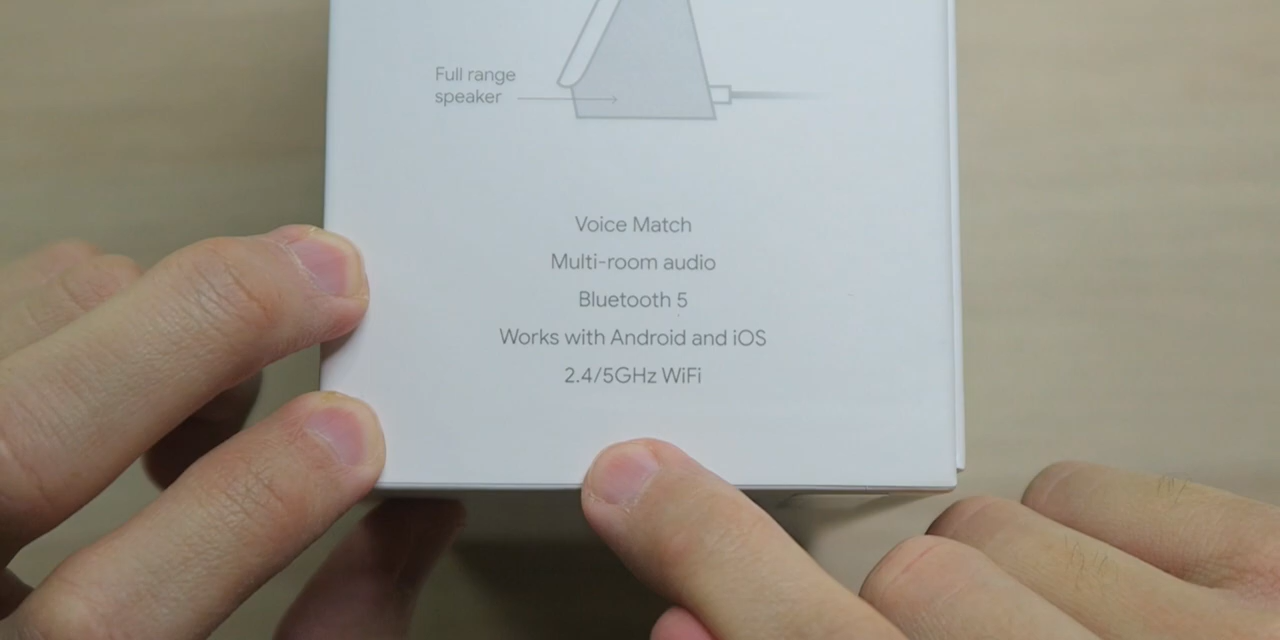 Full range
speaker
Voice Match
Multi-room audio
Bluetooth 5
Works with Android and iOS
2.4/5GHz WiFi